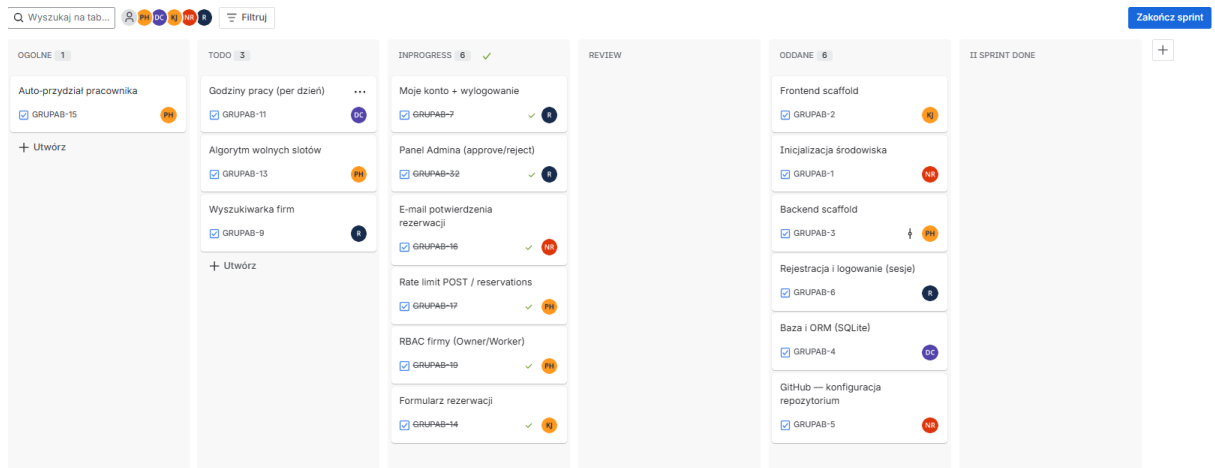 Wyszukaj na tab...
PH
DC
KJ
NR
R
Filtruj
Zakończ sprint
OGOLNE 1
Auto-przydział pracownika
GRUPAB-15
PH
+ Utwórz
TODO 3
Godziny pracy (per dzień) ...
GRUPAB-11
DC
Algorytm wolnych slotów
GRUPAB-13
PH
Wyszukiwarka firm
GRUPAB-9
R
+ Utwórz
INPROGRESS 6
Moje konto + wylogowanie
GRUPAB-7
R
Panel Admina (approve/reject)
GRUPAB-32
R
E-mail potwierdzenia
rezerwacji
GRUPAB-16
NR
Rate limit POST / reservations
GRUPAB-17
PH
RBAC firmy (Owner/Worker)
GRUPAB-19
PH
Formularz rezerwacji
GRUPAB-14
KJ
REVIEW
ODDANE 6
Frontend scaffold
GRUPAB-2
KJ
Inicjalizacja środowiska
GRUPAB-1
NR
Backend scaffold
GRUPAB-3
PH
Rejestracja i logowanie (sesje)
GRUPAB-6
R
Baza i ORM (SQLite)
GRUPAB-4
DC
GitHub — konfiguracja
repozytorium
GRUPAB-5
NR
II SPRINT DONE
+